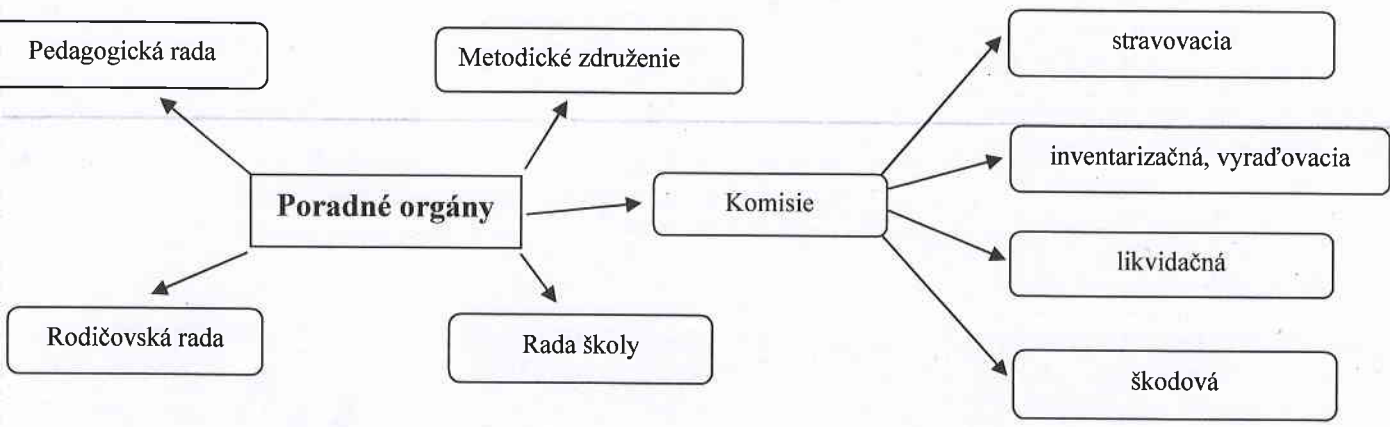 Pedagogická rada
Metodické združenie
stravovacia
inventarizačná, vyraďovacia
Poradné orgány
Komisie
likvidačná
Rodičovská rada
Rada školy
škodová